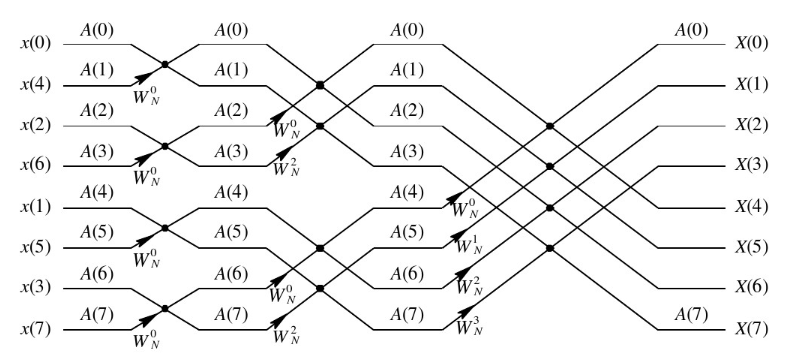 x(0) A(0) A(0) A(0) A(0) X(0)
x(4) A(1) W_N^0 A(1) A(1) X(1)
x(2) A(2) A(2) W_N^0 A(2) X(2)
x(6) A(3) W_N^0 A(3) W_N^2 A(3) X(3)
x(1) A(4) A(4) A(4) W_N^0 X(4)
x(5) A(5) W_N^0 A(5) A(5) W_N^1 X(5)
x(3) A(6) A(6) W_N^0 A(6) W_N^2 X(6)
x(7) A(7) W_N^0 A(7) W_N^2 A(7) W_N^3 A(7) X(7)